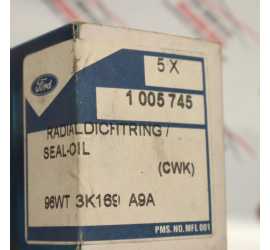 Ford
5 X
1 005 745
RADIALDICHTRING /
SEAL-OIL
(CWK)
96WT 3K169 A9A
PMS. NO. MFL 001